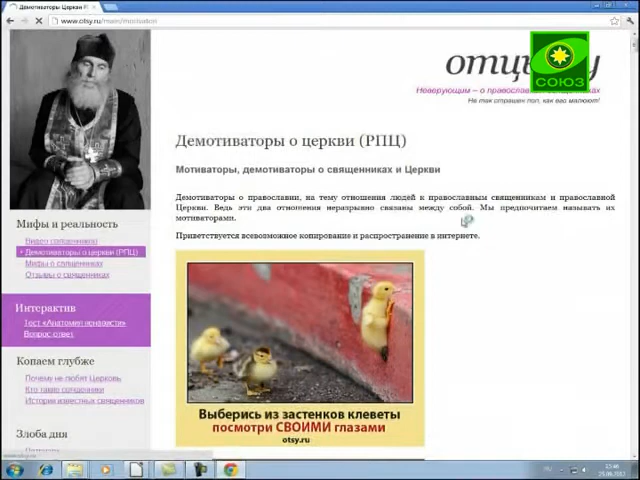 Демотиваторы Церкви Р
www.otsy.ru/main/motivation
СОЮЗ
Неверующим – о правосла
Не так страшен поп, как его малюют!
Демотиваторы о церкви (РПЦ)
Мотиваторы, демотиваторы о священниках и Церкви
Демотиваторы о православии, на тему отношения людей к православным священникам и православной
Церкви. Ведь эти два отношения неразрывно связаны между собой. Мы предпочитаем называть их
мотиваторами.
Приветствуется всевозможное копирование и распространение в интернете.
Мифы и реальность
Видео священников
Демотиваторы о церкви (РПЦ)
Мифы о священниках
Отзывы о священниках
Интерактив
Тест «Анатомия ненависти»
Вопрос-ответ
Копаем глубже
Почему не любят Церковь
Кто такие священники
Истории известных священников
Злоба дня
Выберись из застенков клеветы
посмотри СВОИМИ глазами
otsy.ru